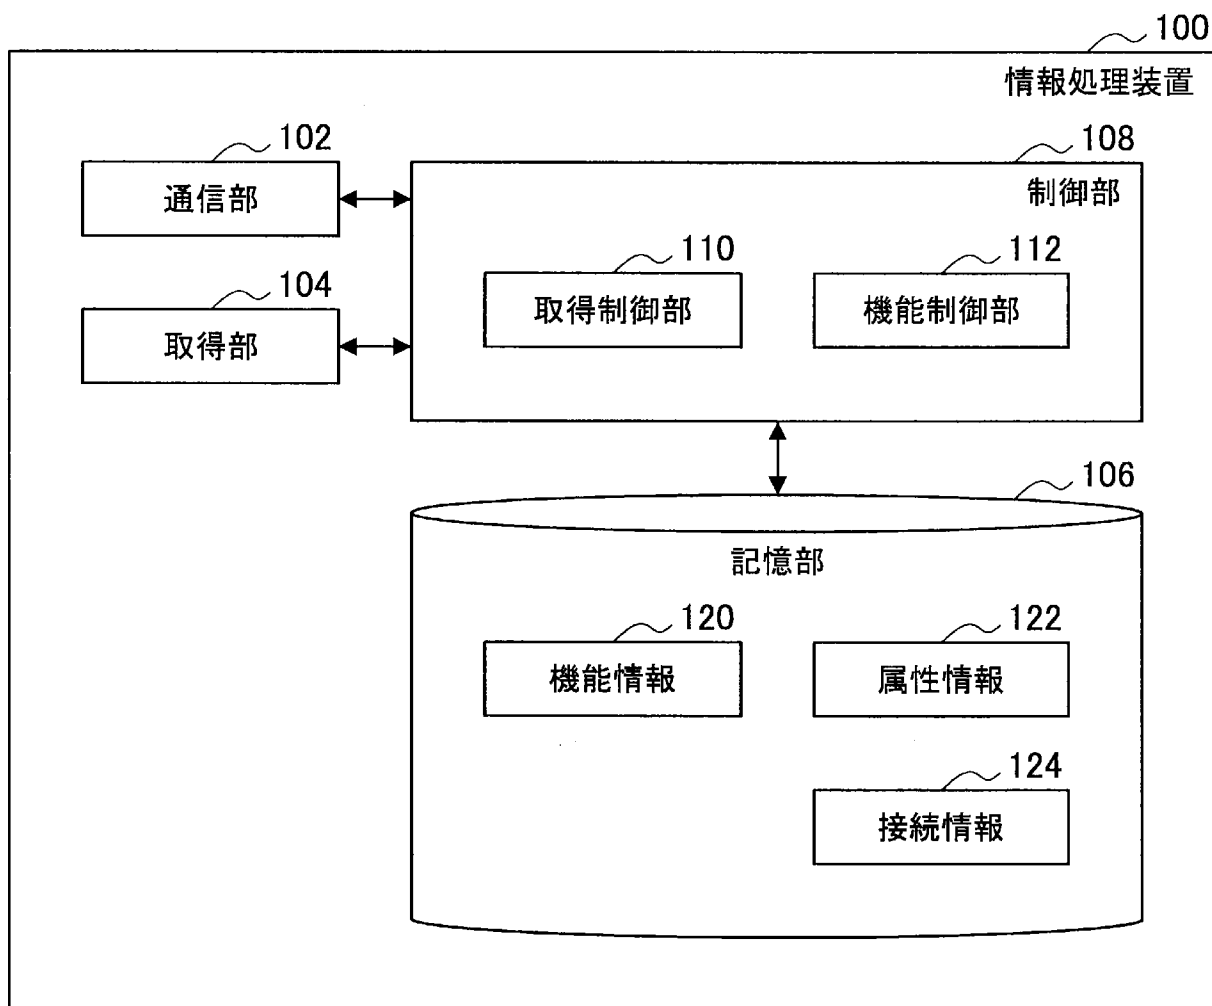 100
情報処理装置
102
通信部
104
取得部
108
制御部
110
取得制御部
112
機能制御部
106
記憶部
120
機能情報
122
属性情報
124
接続情報